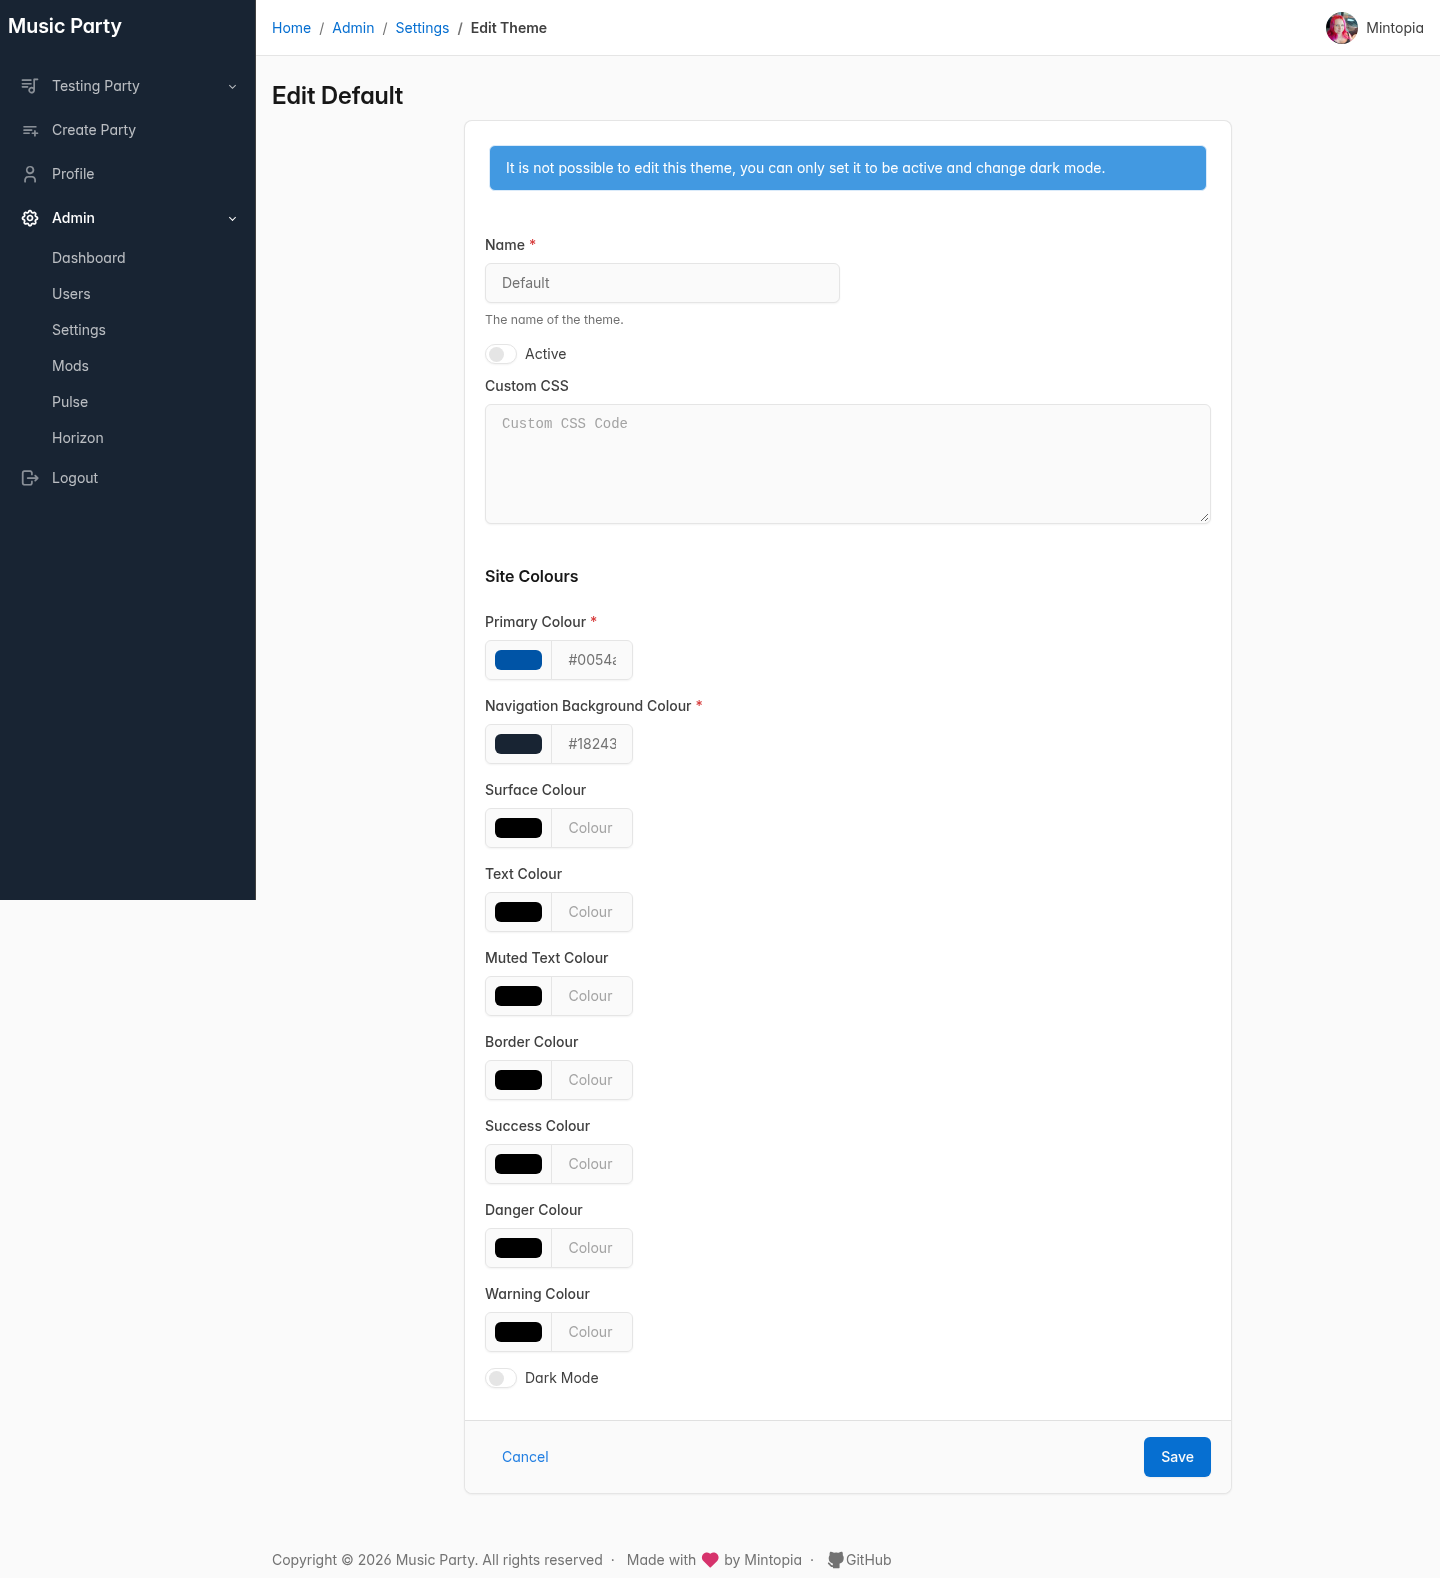 Music Party
Home / Admin / Settings / Edit Theme
Mintopia
Testing Party
Create Party
Profile
Admin
Dashboard
Users
Settings
Mods
Pulse
Horizon
Logout
Edit Default
It is not possible to edit this theme, you can only set it to be active and change dark mode.
Name *
Default
The name of the theme.
Active
Custom CSS
Custom CSS Code
Site Colours
Primary Colour *
#0054a
Navigation Background Colour *
#18243
Surface Colour
Colour
Text Colour
Colour
Muted Text Colour
Colour
Border Colour
Colour
Success Colour
Colour
Danger Colour
Colour
Warning Colour
Colour
Dark Mode
Cancel
Save
Copyright © 2026 Music Party. All rights reserved · Made with by Mintopia · GitHub